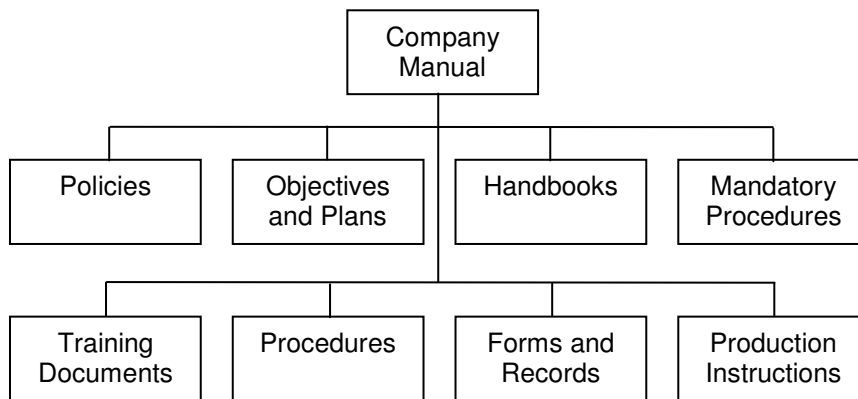 Company
Manual
Policies
Objectives
and Plans
Handbooks
Mandatory
Procedures
Training
Documents
Procedures
Forms and
Records
Production
Instructions